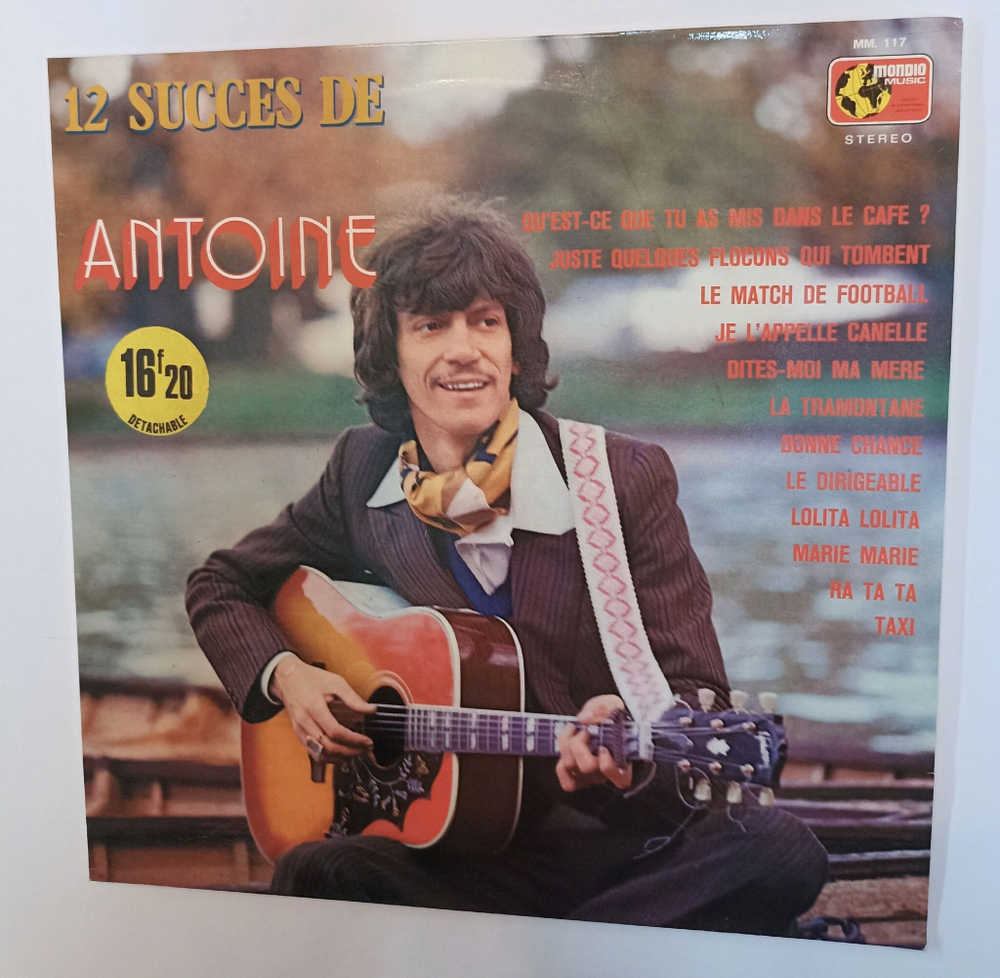 12 SUCCES DE
ANTOINE
16f20
DETACHABLE
MM. 117
MONDIO
MUSIC
STEREO
QU'EST-CE QUE TU AS MIS DANS LE CAFE ?
JUSTE QUELQUES FLOCONS QUI TOMBENT
LE MATCH DE FOOTBALL
JE L'APPELLE CANELLE
DITES-MOI MA MERE
LA TRAMONTANE
BONNE CHANCE
LE DIRIGEABLE
LOLITA LOLITA
MARIE MARIE
RA TA TA
TAXI